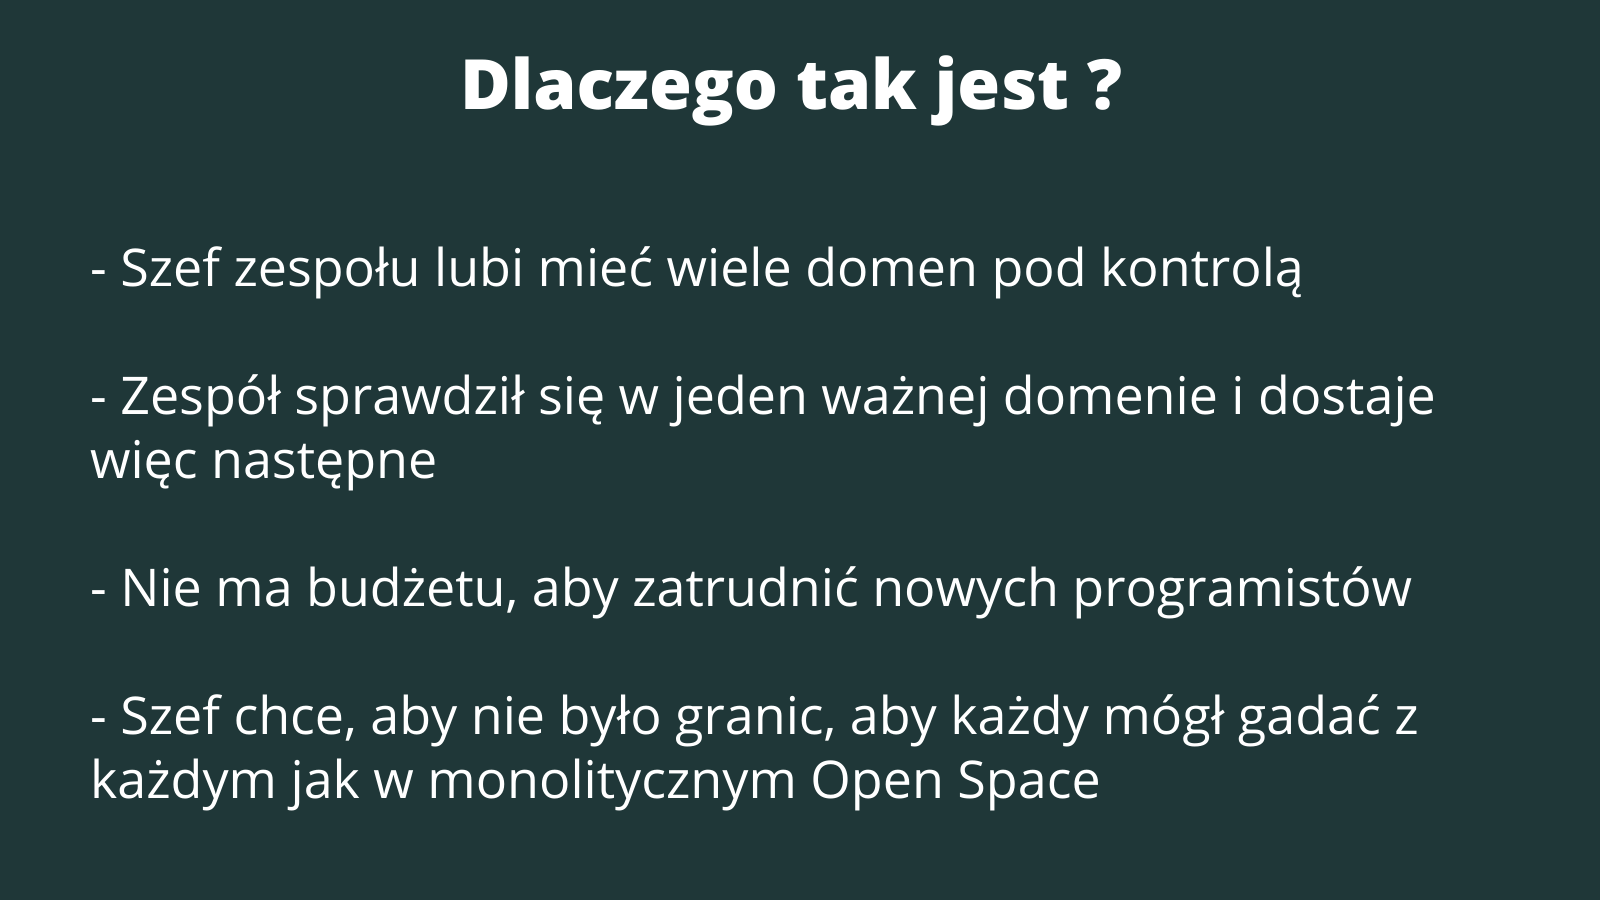 Dlaczego tak jest ?
- Szef zespołu lubi mieć wiele domen pod kontrolą
- Zespół sprawdził się w jeden ważnej domenie i dostaje
więc następne
- Nie ma budżetu, aby zatrudnić nowych programistów
- Szef chce, aby nie było granic, aby każdy mógł gadać z
każdym jak w monolitycznym Open Space